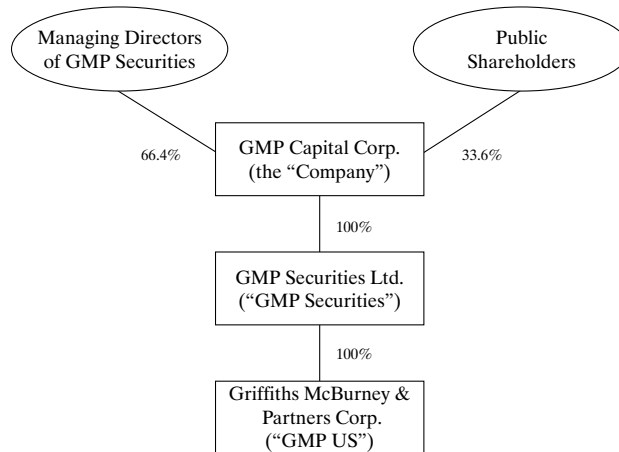 Managing Directors
of GMP Securities
Public
Shareholders
66.4%
33.6%
GMP Capital Corp.
(the “Company”)
100%
GMP Securities Ltd.
(“GMP Securities”)
100%
Griffiths McBurney &
Partners Corp.
(“GMP US”)